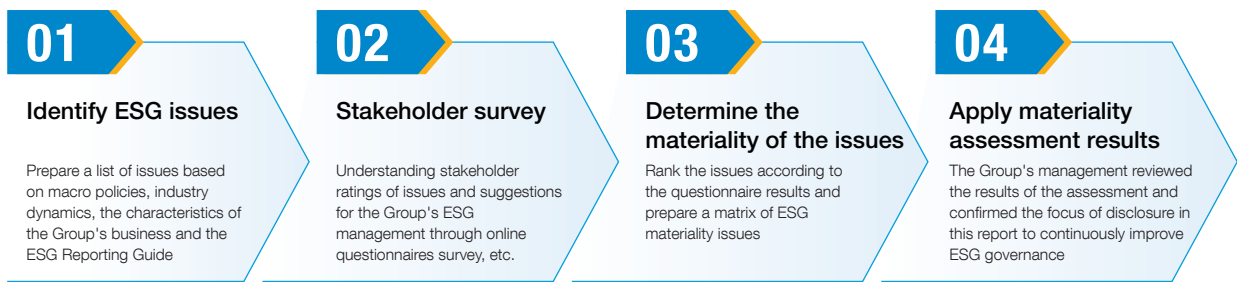 01
Identify ESG issues
Prepare a list of issues based
on macro policies, industry
dynamics, the characteristics of
the Group's business and the
ESG Reporting Guide
02
Stakeholder survey
Understanding stakeholder
ratings of issues and suggestions
for the Group's ESG
management through online
questionnaires survey, etc.
03
Determine the
materiality of the issues
Rank the issues according to
the questionnaire results and
prepare a matrix of ESG
materiality issues
04
Apply materiality
assessment results
The Group's management reviewed
the results of the assessment and
confirmed the focus of disclosure in
this report to continuously improve
ESG governance